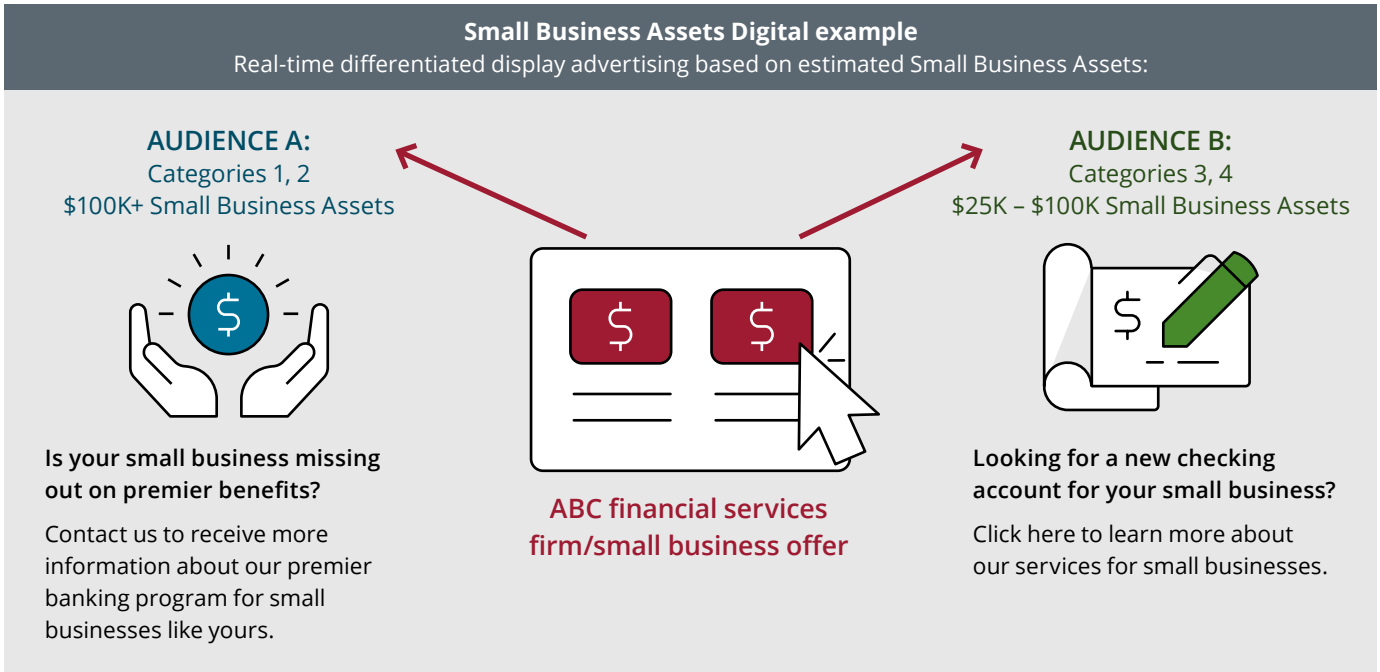 Small Business Assets Digital example
Real-time differentiated display advertising based on estimated Small Business Assets:
AUDIENCE A:
Categories 1, 2
$100K+ Small Business Assets
$
Is your small business missing
out on premier benefits?
Contact us to receive more
information about our premier
banking program for small
businesses like yours.
$ $
ABC financial services
firm/small business offer
AUDIENCE B:
Categories 3, 4
$25K – $100K Small Business Assets
$
Looking for a new checking
account for your small business?
Click here to learn more about
our services for small businesses.